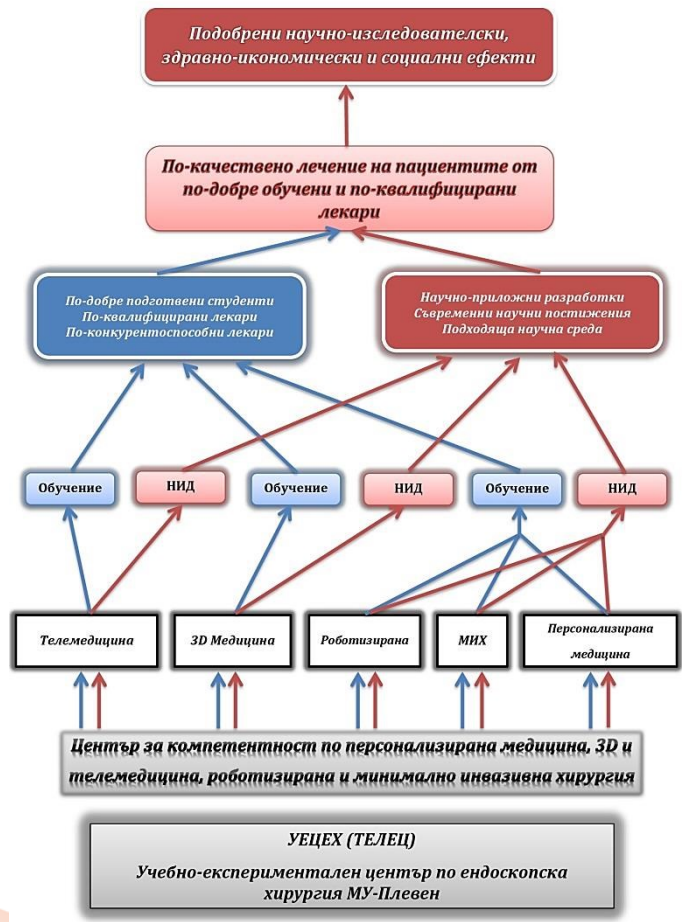 Подобрени научно-изследователски,
здравно-икономически и социални ефекти
По-качествено лечение на пациентите от
по-добре обучени и по-квалифицирани
лекари
По-добре подготвени студенти
По-квалифицирани лекари
По-конкурентоспособни лекари
Научно-приложни разработки
Съвременни научни постижения
Подходяща научна среда
Обучение
НИД
Обучение
НИД
Обучение
НИД
Телемедицина
3D Медицина
Роботизирана
МИХ
Персонализирана
медицина
Център за компетентност по персонализирана медицина, 3D и
телемедицина, роботизирана и минимално инвазивна хирургия
УЕЦЕХ (ТЕЛЕЦ)
Учебно-експериментален център по ендоскопска
хирургия МУ-Плевен